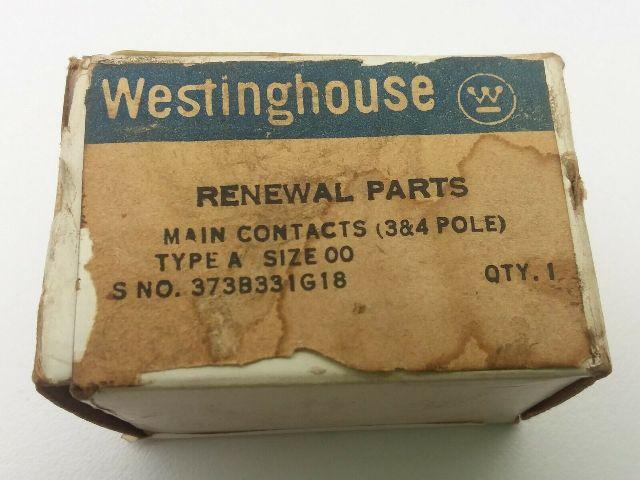 Westinghouse W
RENEWAL PARTS
MAIN CONTACTS (3&4 POLE)
TYPE A SIZE 00
S NO. 373B331G18 QTY. 1